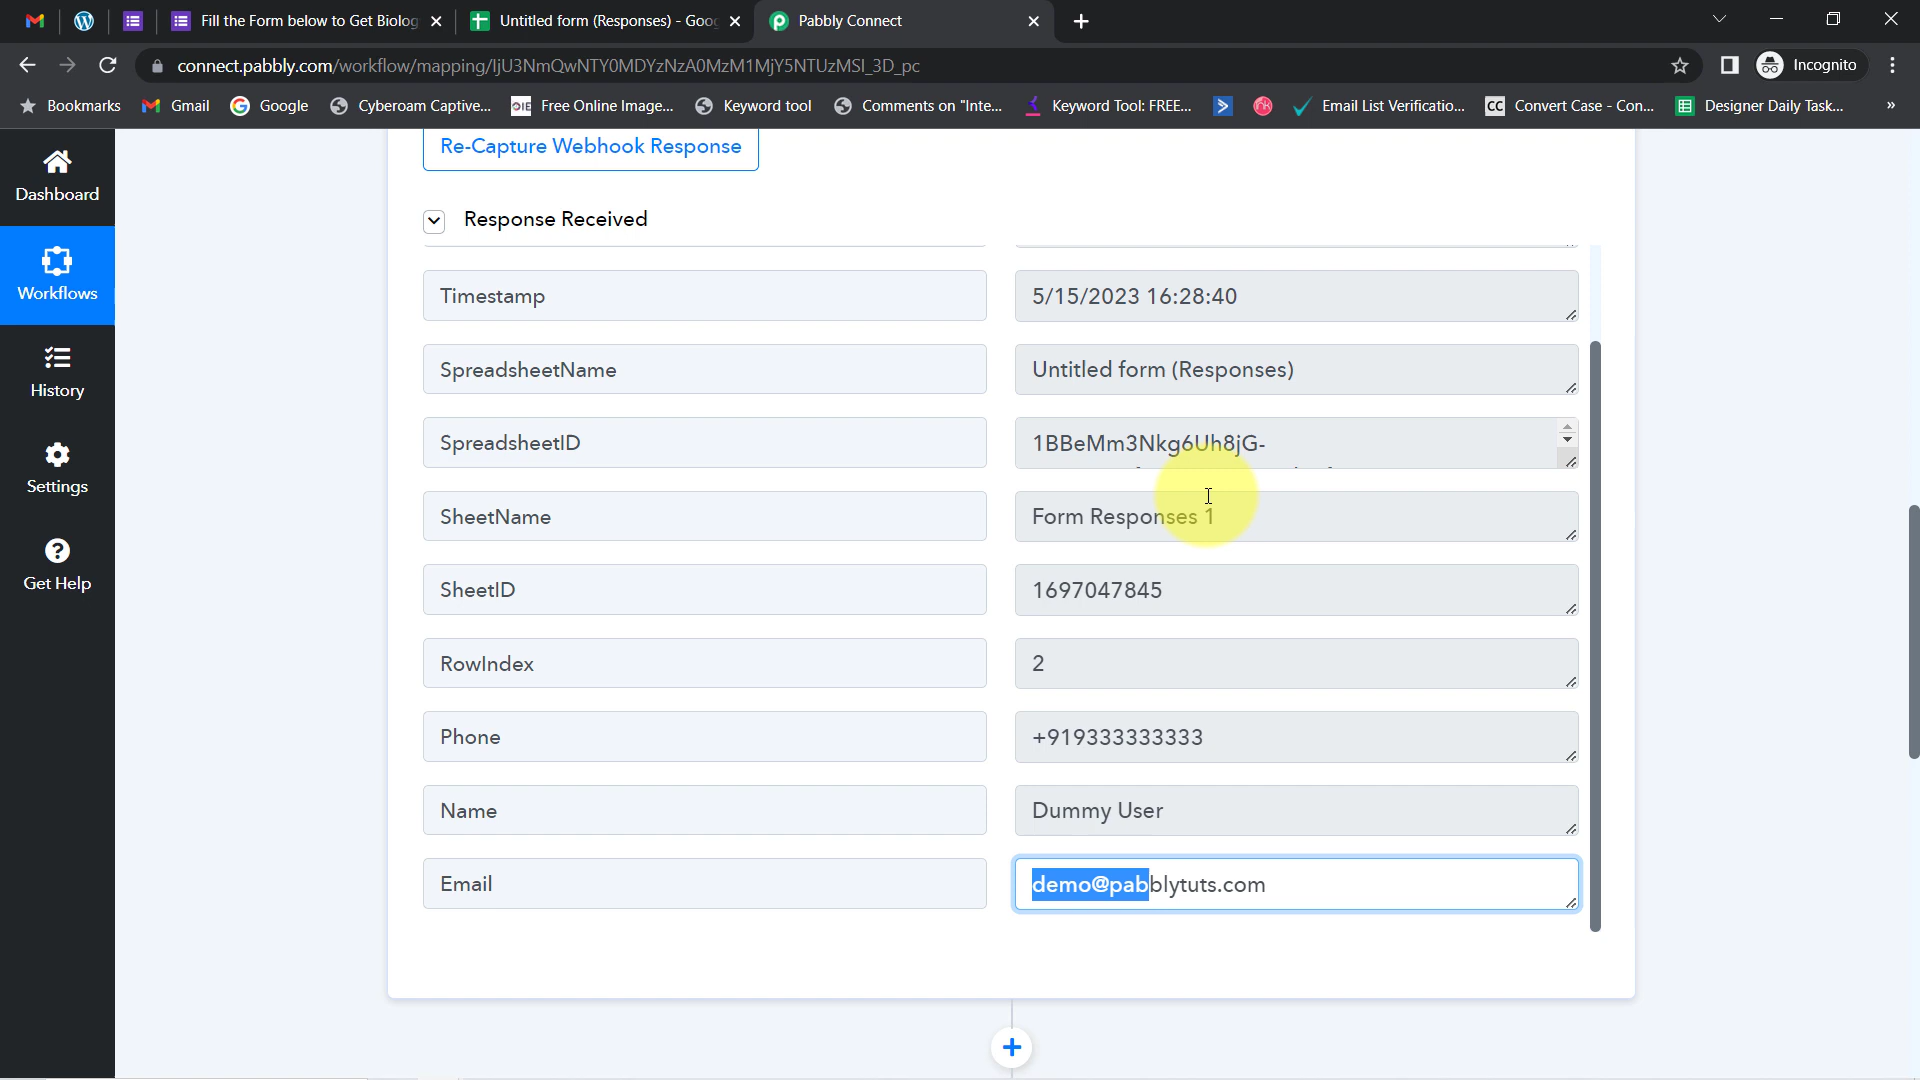 Fill the Form below to Get Biolog
Untitled form (Responses) - Goog
Pabbly Connect
connect.pabbly.com/workflow/mapping/IjU3NmQwNTY0MDYzNzA0MzM1MjY5NTUzMSI_3D_pc
Incognito
Bookmarks
Gmail
Google
Cyberoam Captive...
OIE
Free Online Image...
Keyword tool
Comments on "Inte...
Keyword Tool: FREE...
Email List Verificatio...
CC
Convert Case - Con...
Designer Daily Task...
»
Dashboard
Workflows
History
Settings
Get Help
Re-Capture Webhook Response
Response Received
Timestamp
5/15/2023 16:28:40
SpreadsheetName
Untitled form (Responses)
SpreadsheetID
1BBeMm3Nkg6Uh8jG-
SheetName
Form Responses 1
SheetID
1697047845
RowIndex
2
Phone
+919333333333
Name
Dummy User
Email
demo@pabblytuts.com